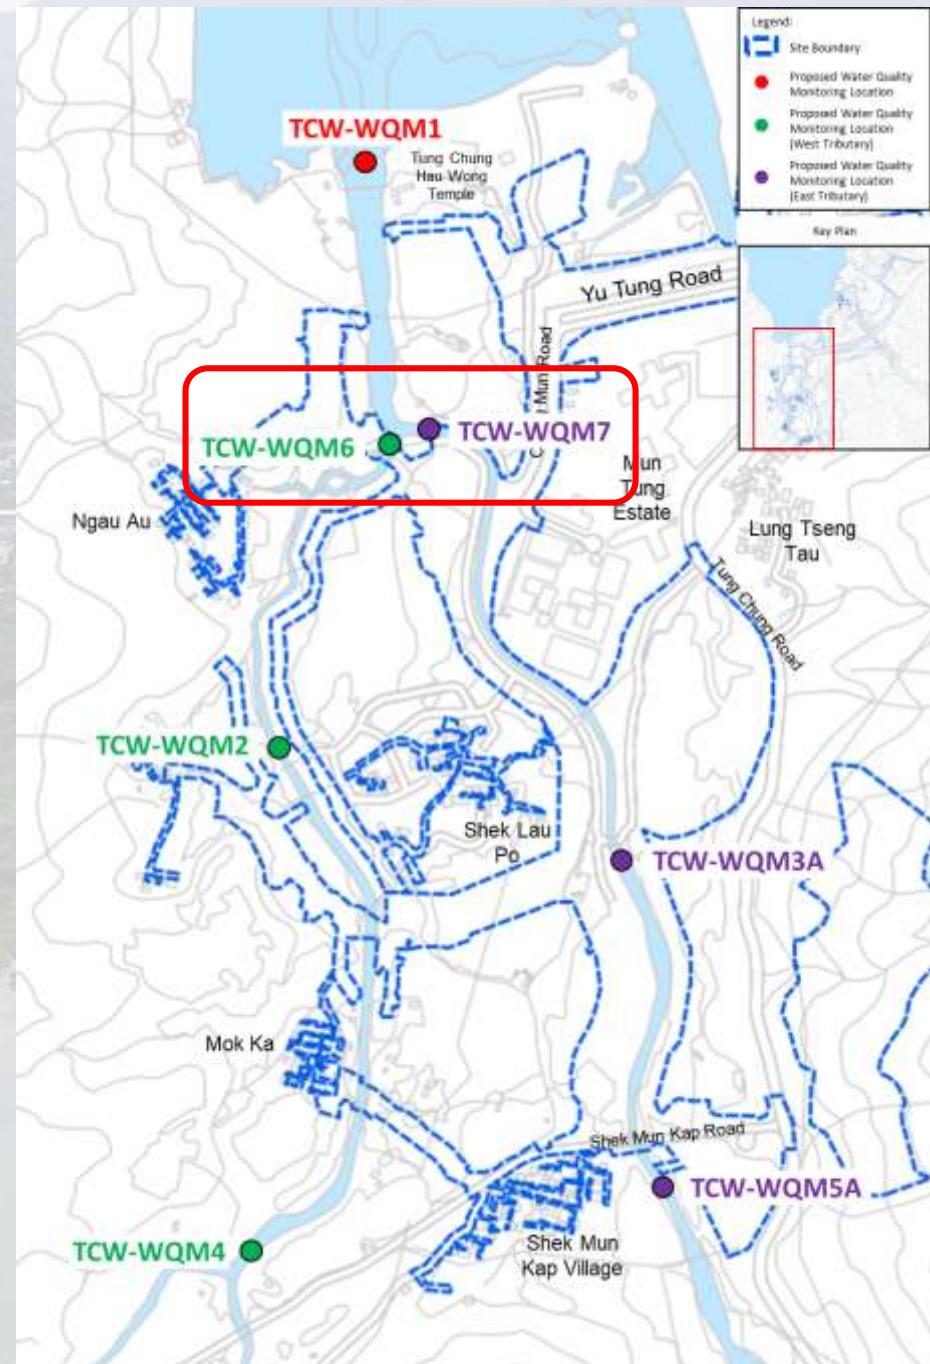 Legend:
Site Boundary
Proposed Water Quality
Monitoring Location
Proposed Water Quality
Monitoring Location
(West Tributary)
Proposed Water Quality
Monitoring Location
(East Tributary)
Key Plan
TCW-WQM1
Tung Chung
Hau Wong
Temple
Yu Tung Road
Mun Road
TCW-WQM6
TCW-WQM7
Mun
Tung
Estate
Ngau Au
Lung Tseng
Tau
Tung Chung Road
TCW-WQM2
Shek Lau
Po
TCW-WQM3A
Mok Ka
Shek Mun Kap Road
TCW-WQM5A
TCW-WQM4
Shek Mun
Kap Village